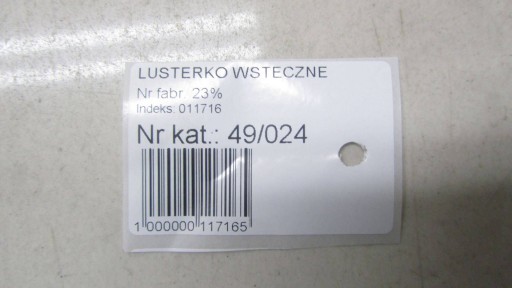 LUSTERKO WSTECZNE
Nr fabr. 23%
Indeks: 011716
Nr kat.: 49/024
1 000000 117165